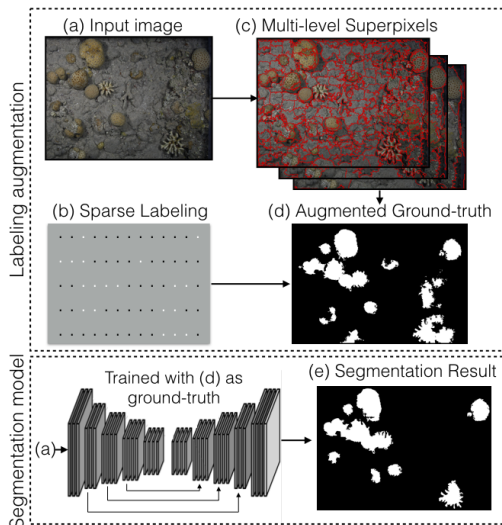 (a) Input image
(c) Multi-level Superpixels
Labeling augmentation
(b) Sparse Labeling
(d) Augmented Ground-truth
Segmentation model
Trained with (d) as
ground-truth
(e) Segmentation Result
(a)